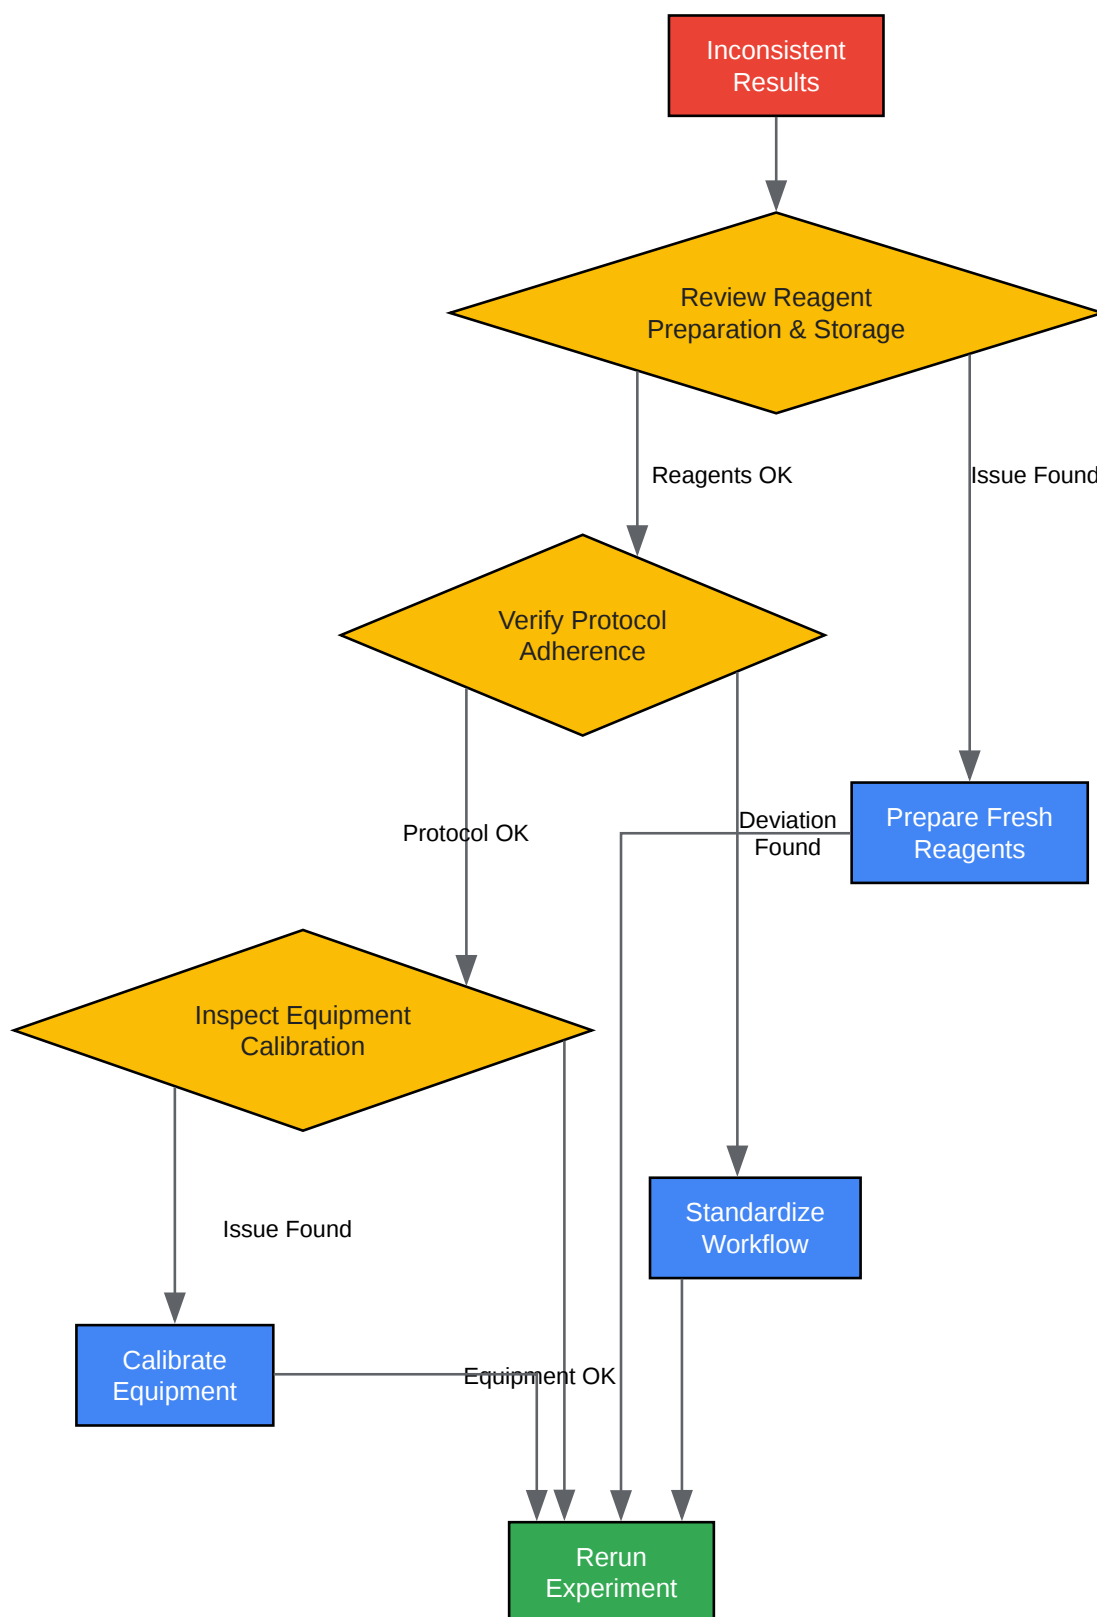 Inconsistent
Results
Review Reagent
Preparation & Storage
Reagents OK
Issue Found
Verify Protocol
Adherence
Protocol OK
Deviation
Found
Prepare Fresh
Reagents
Inspect Equipment
Calibration
Issue Found
Standardize
Workflow
Calibrate
Equipment
Equipment OK
Rerun
Experiment